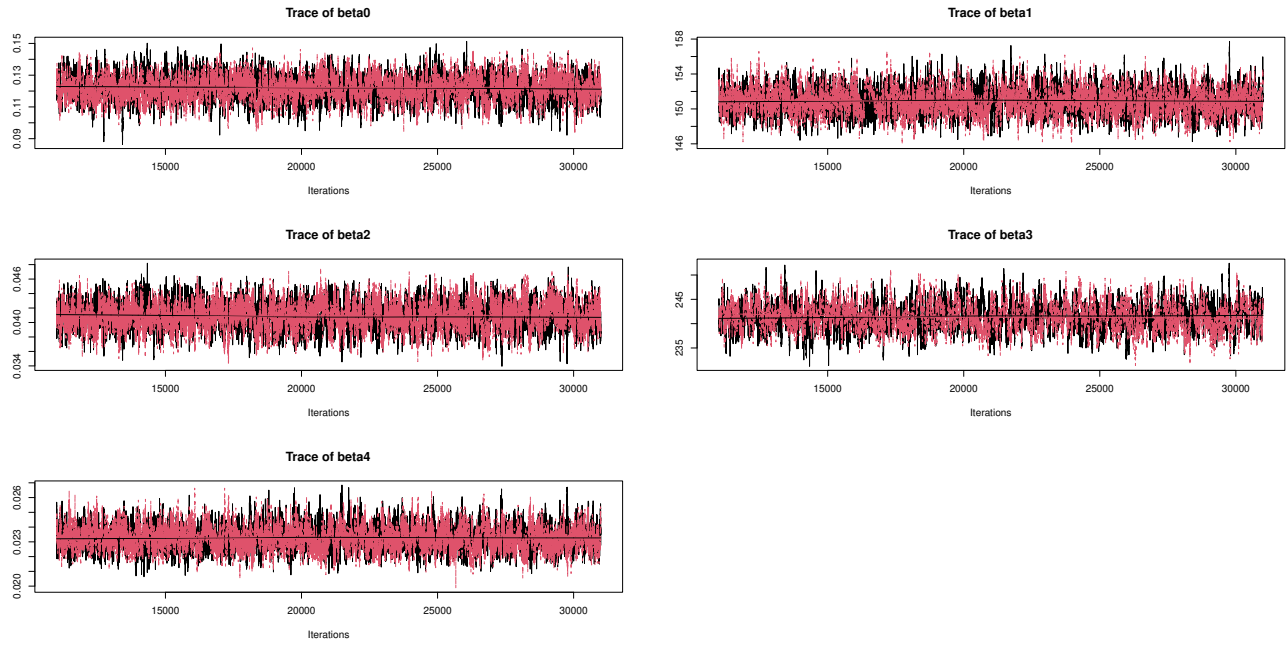 Trace of beta0
0.15
0.13
0.11
0.09
15000 20000 25000 30000
Iterations
Trace of beta1
158
154
150
146
15000 20000 25000 30000
Iterations
Trace of beta2
0.046
0.040
0.034
15000 20000 25000 30000
Iterations
Trace of beta3
245
235
15000 20000 25000 30000
Iterations
Trace of beta4
0.026
0.023
0.020
15000 20000 25000 30000
Iterations